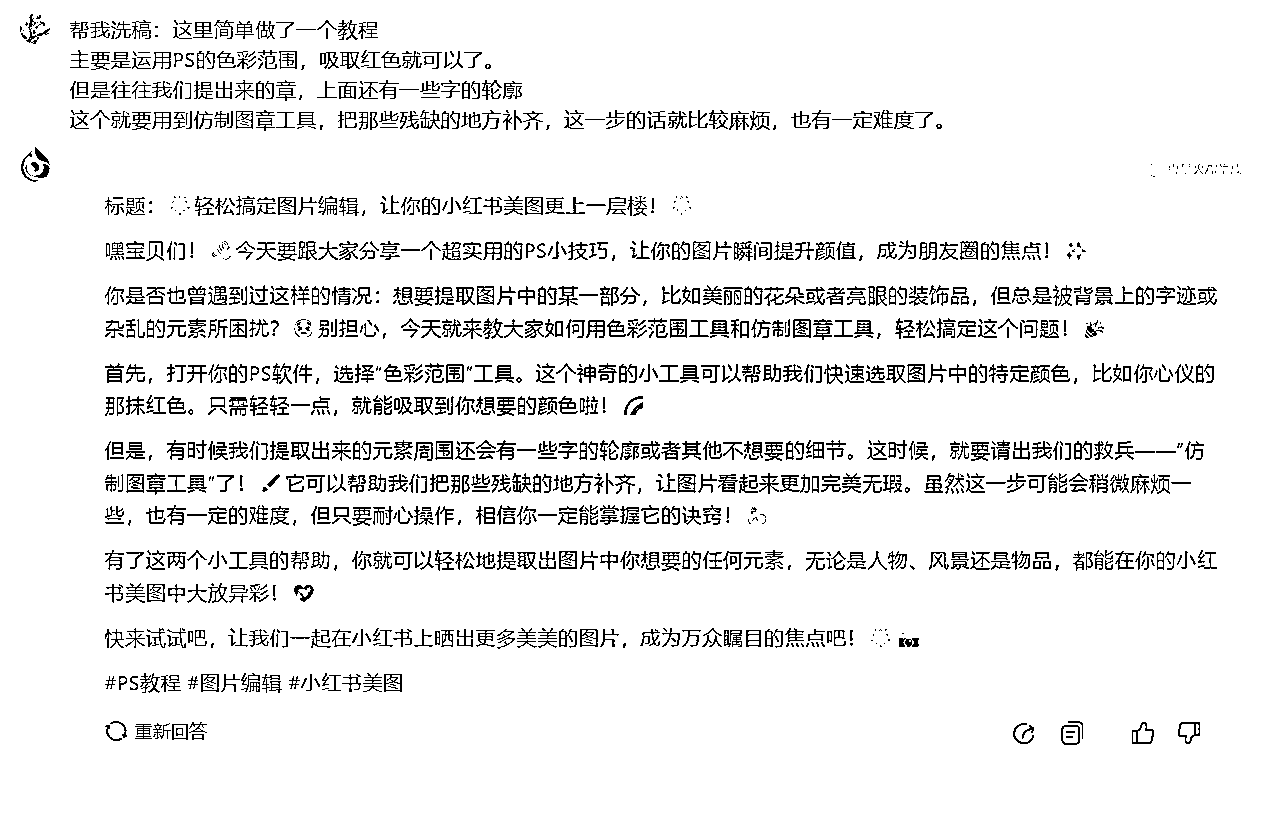 帮我洗稿：这里简单做了一个教程
主要是运用PS的色彩范围，吸取红色就可以了。
但是往往我们提出来的章，上面还有一些字的轮廓
这个就要用到仿制图章工具，把那些残缺的地方补齐，这一步的话就比较麻烦，也有一定难度了。
标题：轻松搞定图片编辑，让你的小红书美图更上一层楼！
嘿宝贝们！👋今天要跟大家分享一个超实用的PS小技巧，让你的图片瞬间提升颜值，成为朋友圈的焦点！✨
你是否也曾遇到过这样的情况：想要提取图片中的某一部分，比如美丽的花朵或者亮眼的装饰品，但总是被背景上的字迹或
杂乱的元素所困扰？别担心，今天就来教大家如何用色彩范围工具和仿制图章工具，轻松搞定这个问题！🎉
首先，打开你的PS软件，选择"色彩范围"工具。这个神奇的小工具可以帮助我们快速选取图片中的特定颜色，比如你心仪的
那抹红色。只需轻轻一点，就能吸取到你想要的颜色啦！🌈
但是，有时候我们提取出来的元素周围还会有一些字的轮廓或者其他不想要的细节。这时候，就要请出我们的救兵——"仿
制图章工具"了！🖌️它可以帮助我们把那些残缺的地方补齐，让图片看起来更加完美无瑕。虽然这一步可能会稍微麻烦一
些，也有一定的难度，但只要耐心操作，相信你一定能掌握它的诀窍！💪
有了这两个小工具的帮助，你就可以轻松地提取出图片中你想要的任何元素，无论是人物、风景还是物品，都能在你的小红
书美图中大放异彩！💖
快来试试吧，让我们一起在小红书上晒出更多美美的图片，成为万众瞩目的焦点吧！📸
#PS教程 #图片编辑 #小红书美图
重新回答